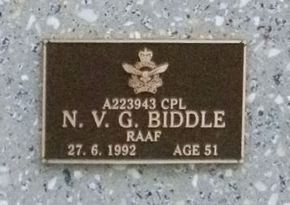 A223943 CPL
N. V. G. BIDDLE
RAAF
27. 6. 1992 AGE 51